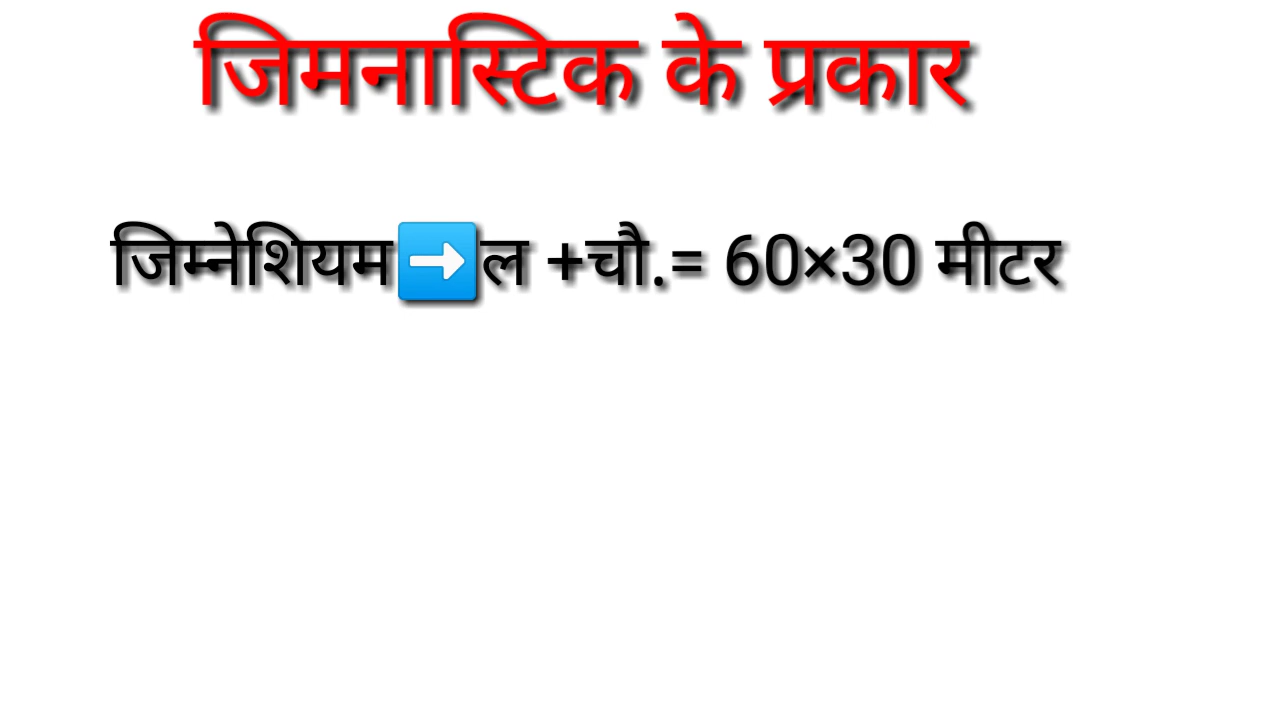 जिमनास्टिक के प्रकार
जिम्नेशियम➡️ल +चौ.= 60×30 मीटर